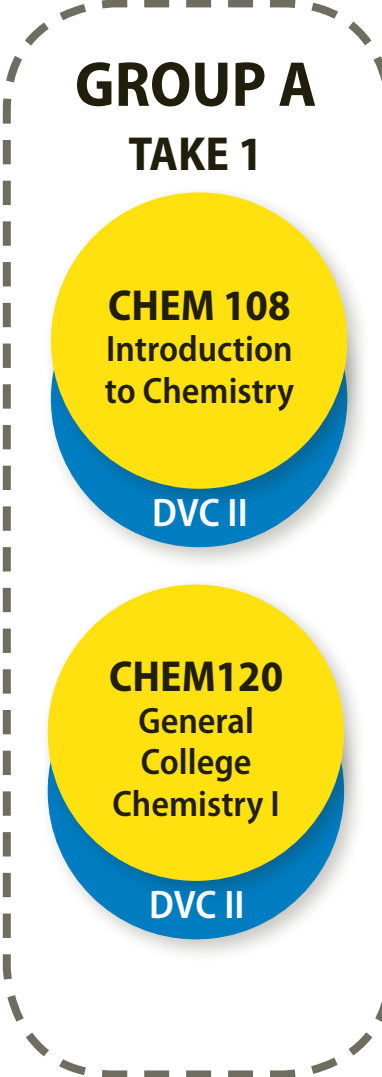 GROUP A
TAKE 1
CHEM 108
Introduction
to Chemistry
DVC II
CHEM120
General
College
Chemistry I
DVC II